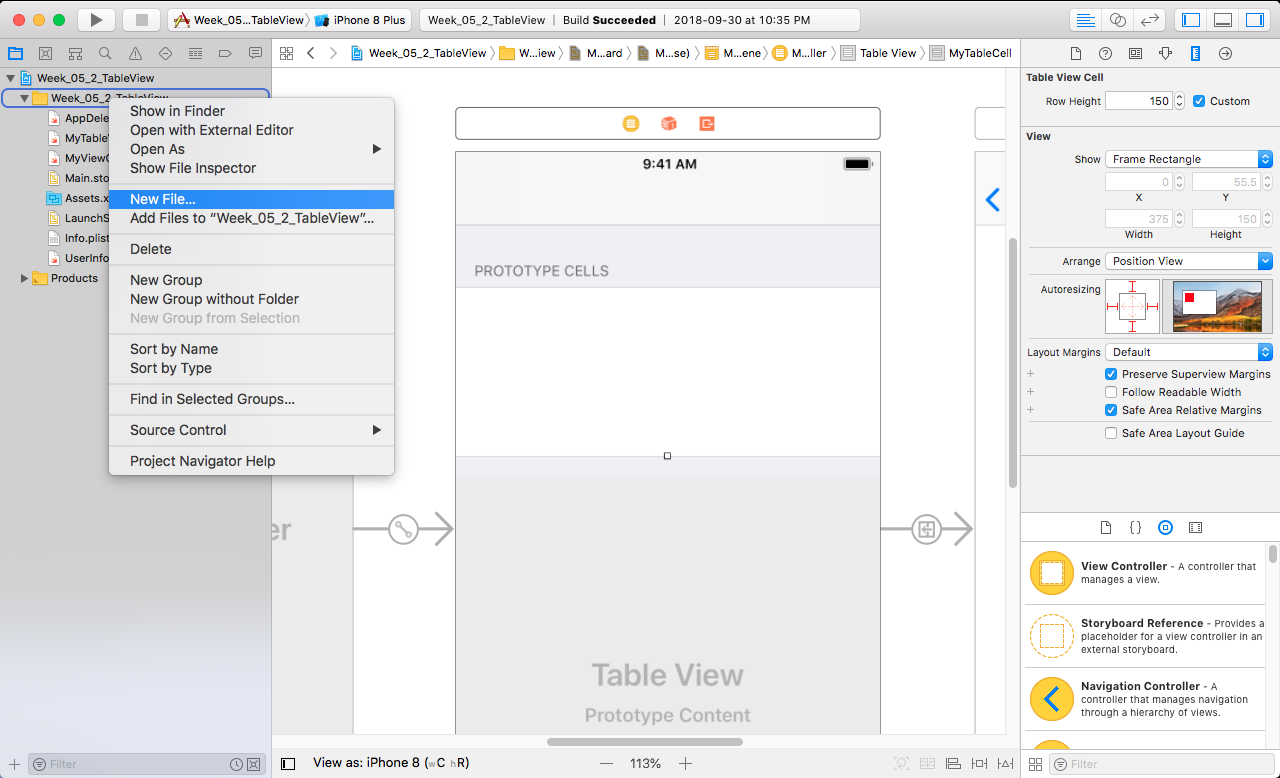 Week_05...TableView
iPhone 8 Plus
Week_05_2_TableView | Build Succeeded | 2018-09-30 at 10:35 PM
Week_05_2_TableView
W...iew
M...ard
M...se)
M...ene
M...ller
Table View
MyTableCell
Week_05_2_TableView
Week_05_2_TableView
AppDele
MyTable
MyViewC
Main.sto
Assets.x
LaunchS
Info.plist
UserInfo
Products
Show in Finder
Open with External Editor
Open As
Show File Inspector
New File...
Add Files to “Week_05_2_TableView”...
Delete
New Group
New Group without Folder
New Group from Selection
Sort by Name
Sort by Type
Find in Selected Groups...
Source Control
Project Navigator Help
Filter
er
9:41 AM
PROTOTYPE CELLS
Table View
Prototype Content
View as: iPhone 8 (wC hR)
113%
Table View Cell
Row Height 150 Custom
View
Show Frame Rectangle
0 55.5
X Y
375 150
Width Height
Arrange Position View
Autoresizing
Layout Margins Default
Preserve Superview Margins
Follow Readable Width
Safe Area Relative Margins
Safe Area Layout Guide
{}
View Controller - A controller that
manages a view.
Storyboard Reference - Provides a
placeholder for a view controller in an
external storyboard.
Navigation Controller - A
controller that manages navigation
through a hierarchy of views.
Filter